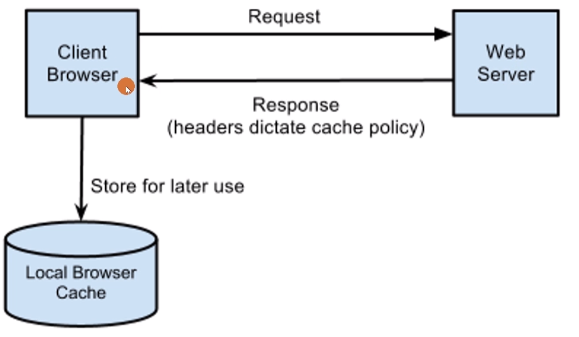 Request
Client
Browser
Web
Server
Response
(headers dictate cache policy)
Store for later use
Local Browser
Cache